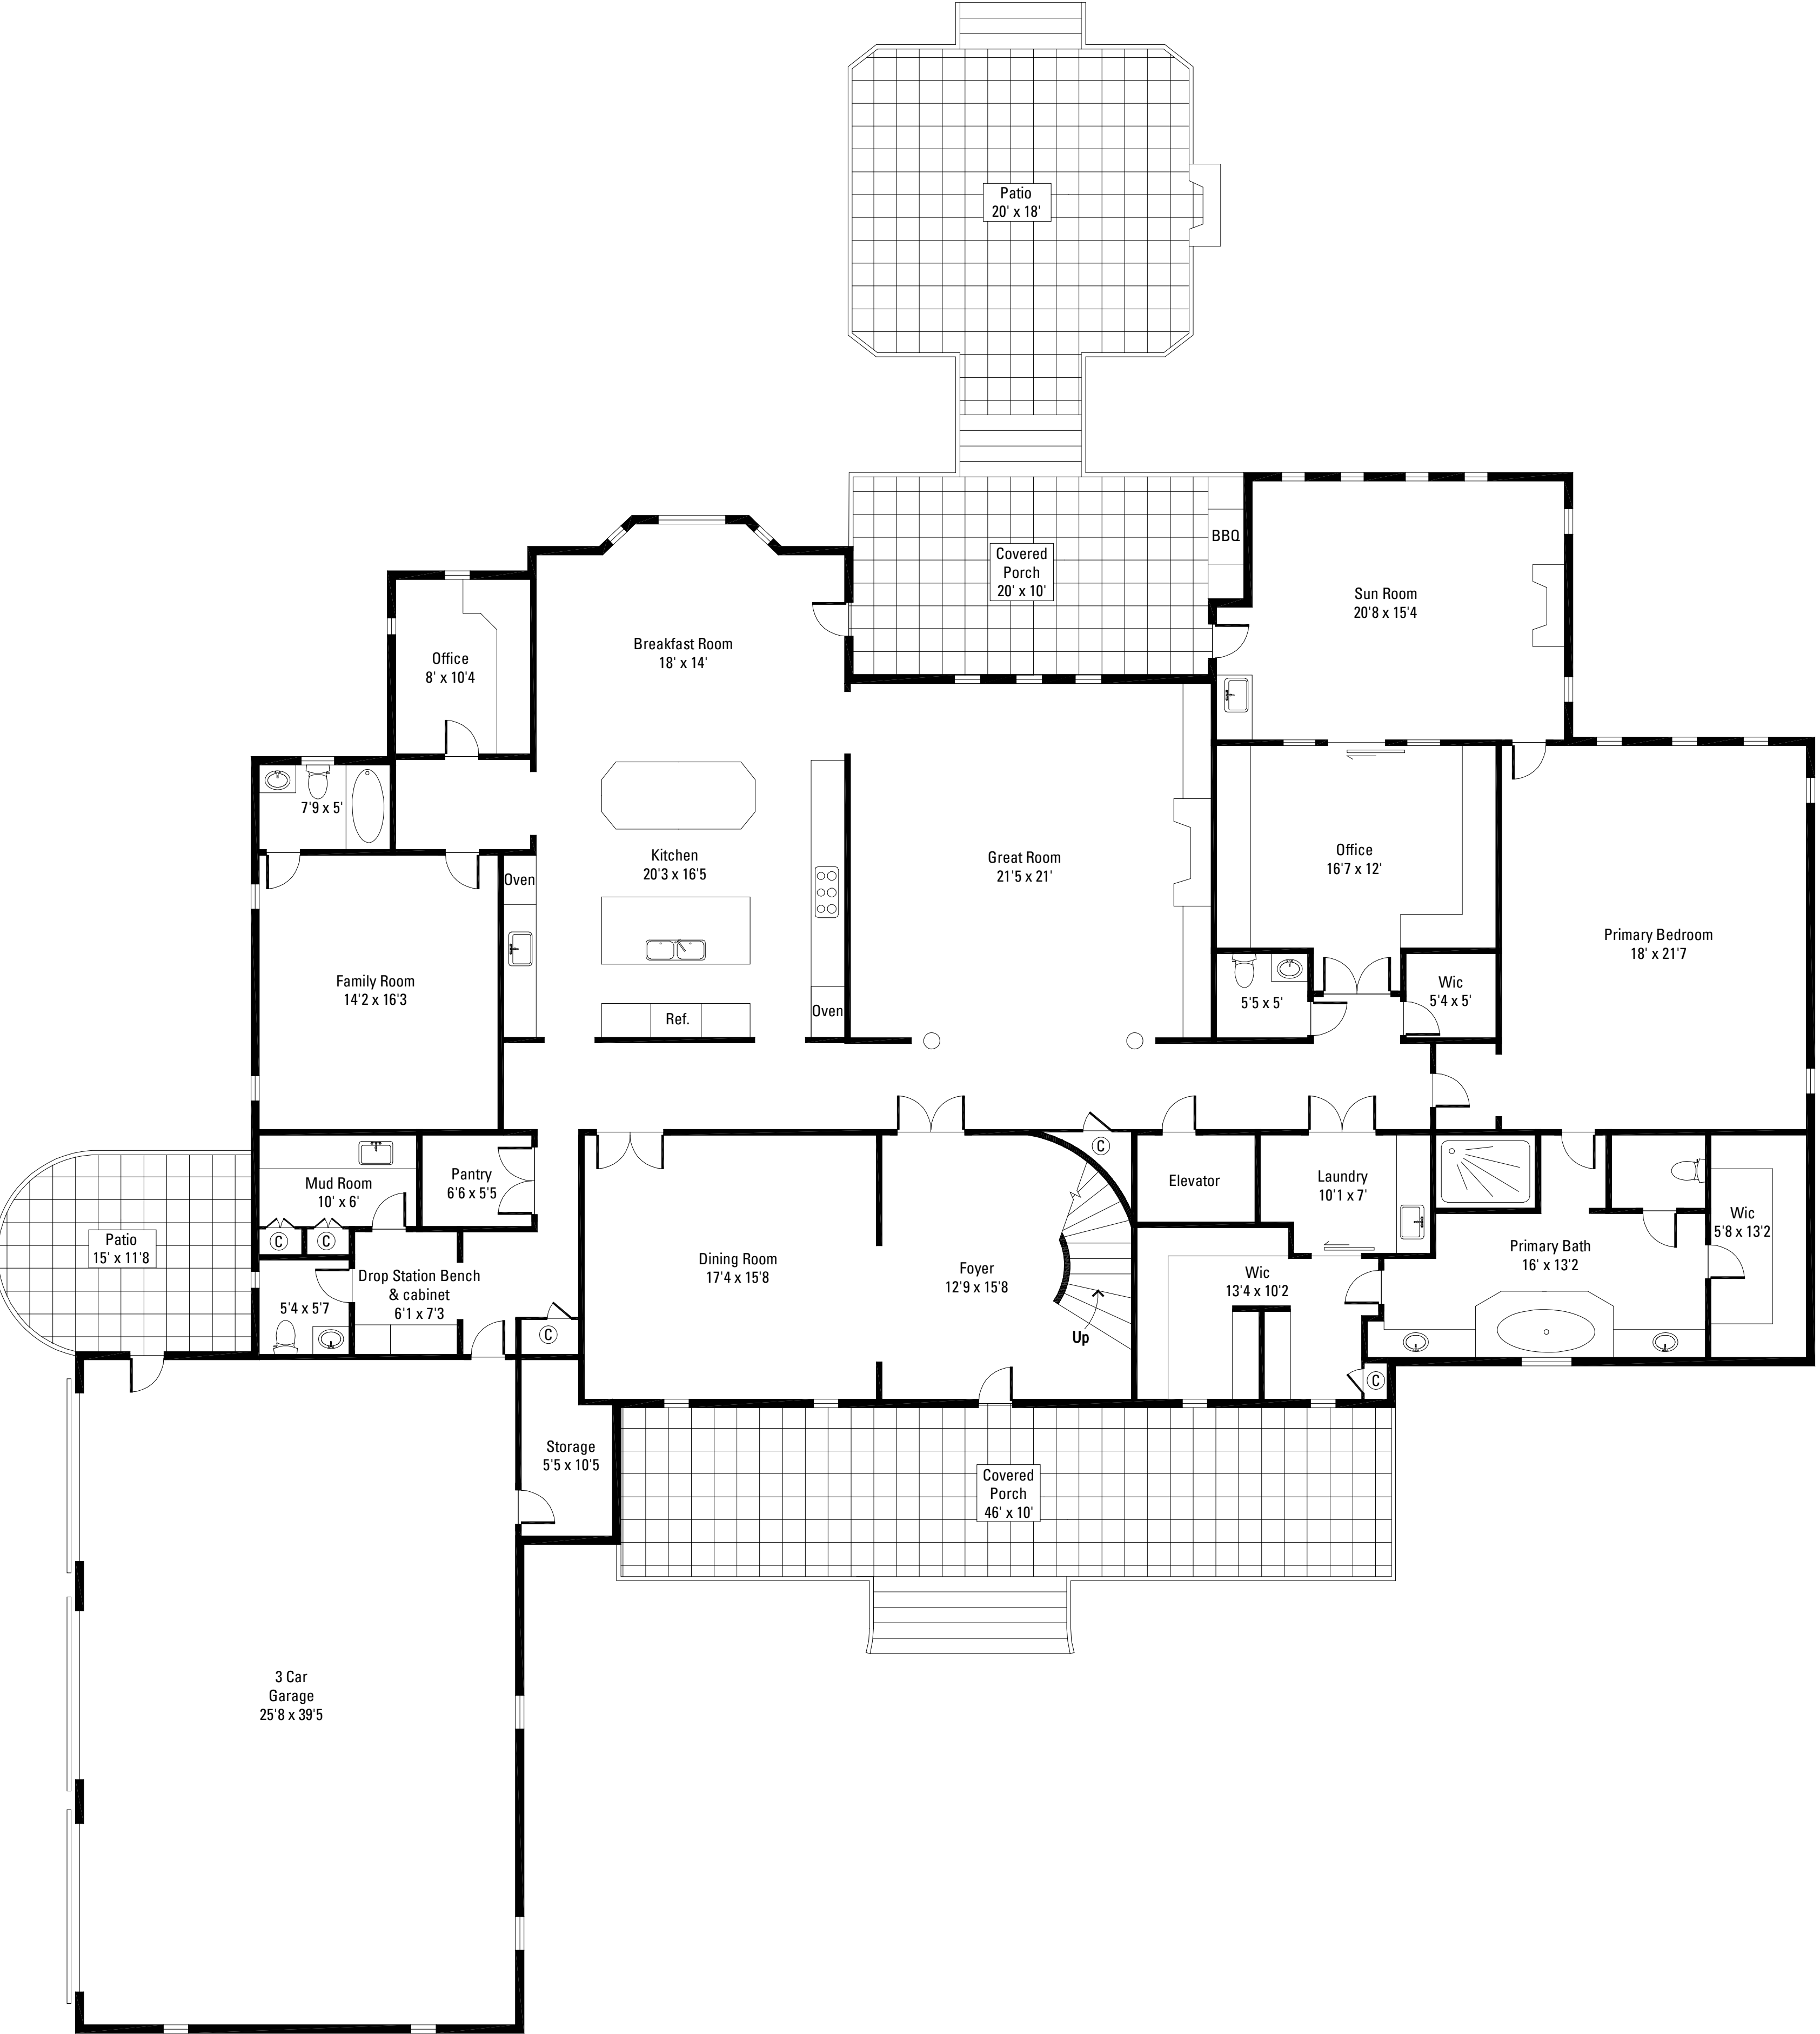 Patio
20' x 18'
Covered
Porch
20' x 10'
BBQ
Sun Room
20'8 x 15'4
Breakfast Room
18' x 14'
Office
8' x 10'4
7'9 x 5'
Oven
Kitchen
20'3 x 16'5
Great Room
21'5 x 21'
Office
16'7 x 12'
Primary Bedroom
18' x 21'7
Family Room
14'2 x 16'3
Ref.
Oven
5'5 x 5'
Wic
5'4 x 5'
C
Mud Room
10' x 6'
Pantry
6'6 x 5'5
Elevator
Laundry
10'1 x 7'
Wic
5'8 x 13'2
Patio
15' x 11'8
C
C
Drop Station Bench
& cabinet
6'1 x 7'3
5'4 x 5'7
C
Dining Room
17'4 x 15'8
Foyer
12'9 x 15'8
Up
Wic
13'4 x 10'2
Primary Bath
16' x 13'2
C
Storage
5'5 x 10'5
Covered
Porch
46' x 10'
3 Car
Garage
25'8 x 39'5